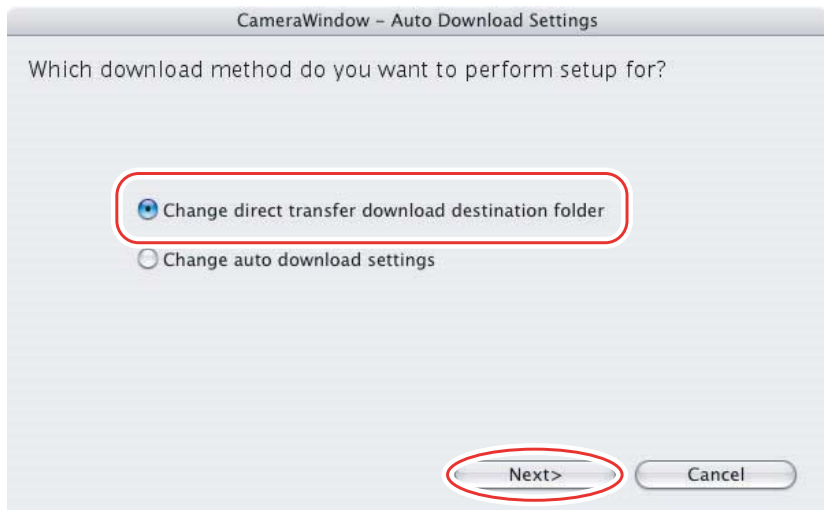 CameraWindow – Auto Download Settings
Which download method do you want to perform setup for?
Change direct transfer download destination folder
Change auto download settings
Next>
Cancel